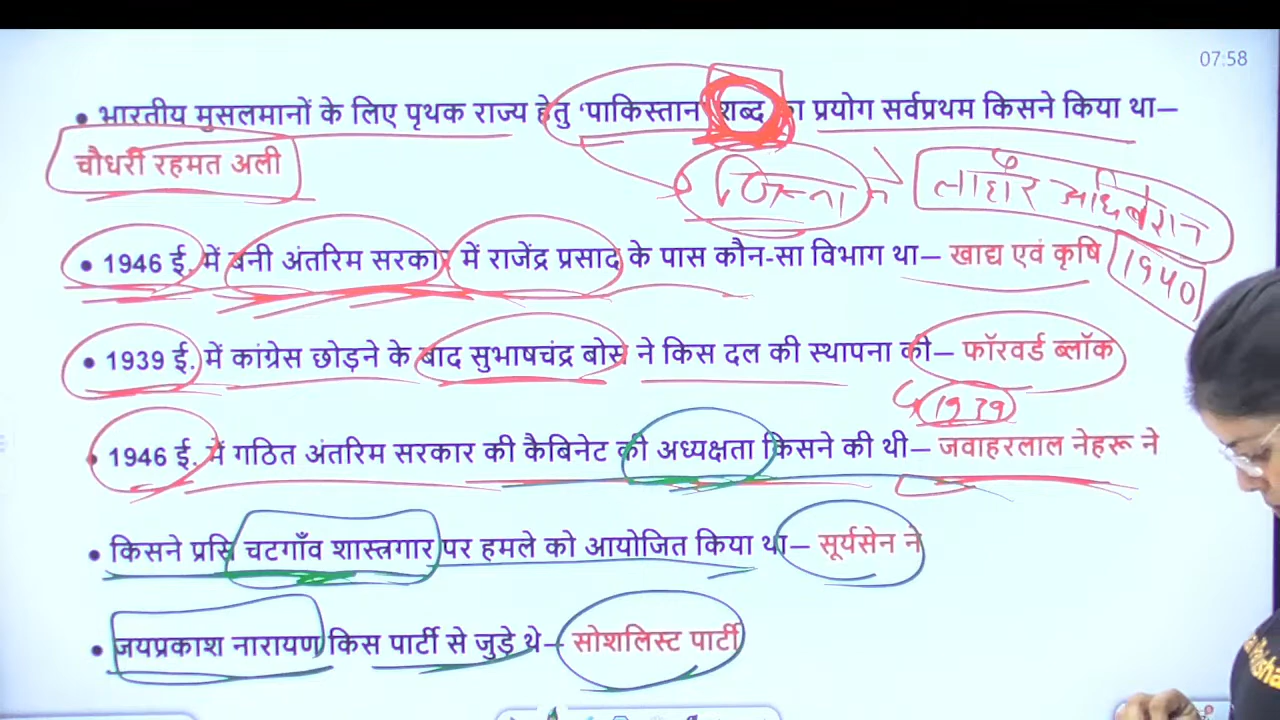 07:58
• भारतीय मुसलमानों के लिए पृथक राज्य हेतु 'पाकिस्तान' शब्द का प्रयोग सर्वप्रथम किसने किया था–
चौधरी रहमत अली
जिन्ना ने लाहौर अधिवेशन
• 1946 ई. में बनी अंतरिम सरकार में राजेंद्र प्रसाद के पास कौन-सा विभाग था– खाद्य एवं कृषि
1940
• 1939 ई. में कांग्रेस छोड़ने के बाद सुभाषचंद्र बोस ने किस दल की स्थापना की– फॉरवर्ड ब्लॉक
1939
• 1946 ई. में गठित अंतरिम सरकार की कैबिनेट की अध्यक्षता किसने की थी– जवाहरलाल नेहरू ने
• किसने प्रसि चटगाँव शास्त्रगार पर हमले को आयोजित किया था– सूर्यसेन ने
• जयप्रकाश नारायण किस पार्टी से जुड़े थे– सोशलिस्ट पार्टी